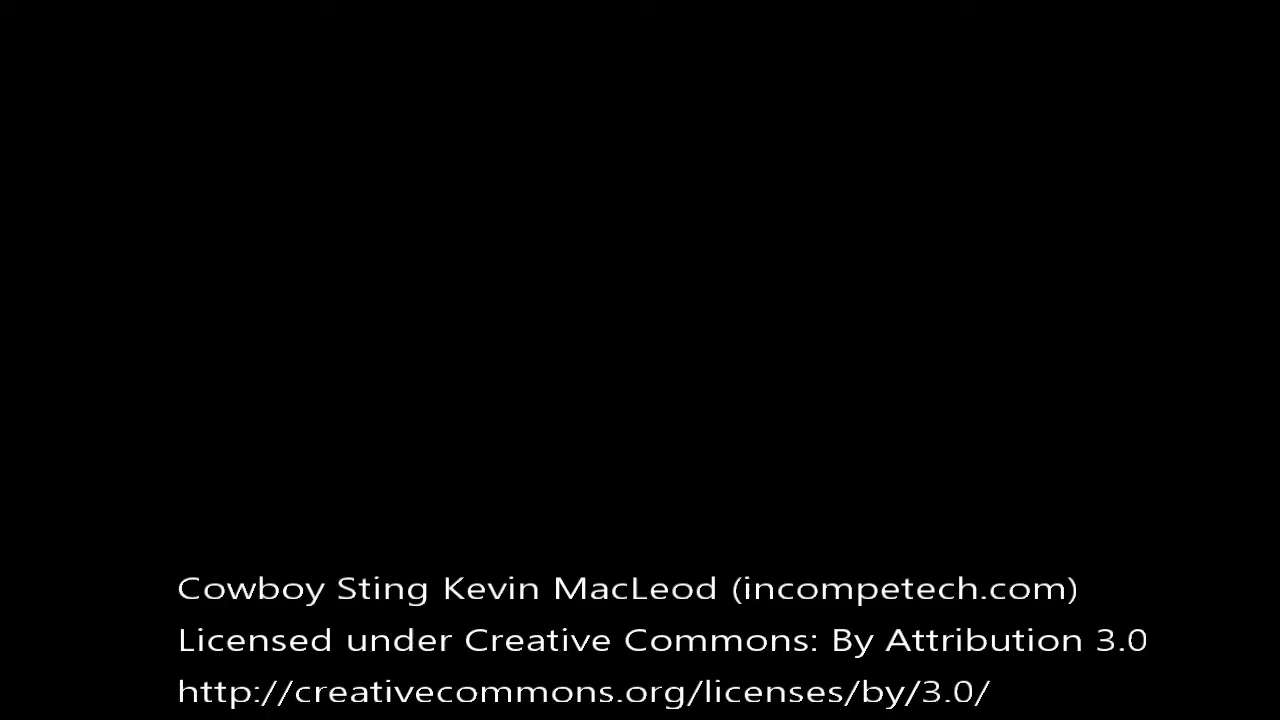 Cowboy Sting Kevin MacLeod (incompetech.com)
Licensed under Creative Commons: By Attribution 3.0
http://creativecommons.org/licenses/by/3.0/